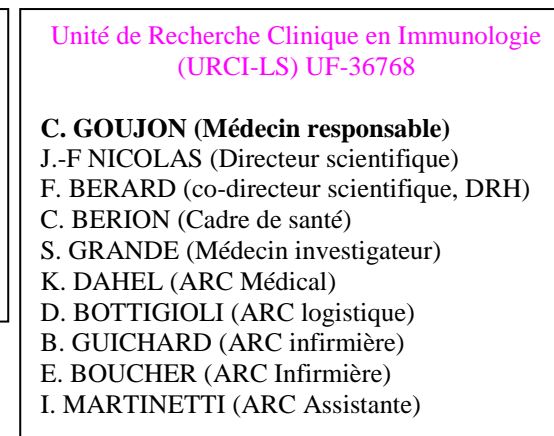 Unité de Recherche Clinique en Immunologie
(URCI-LS) UF-36768
C. GOUJON (Médecin responsable)
J.-F NICOLAS (Directeur scientifique)
F. BERARD (co-directeur scientifique, DRH)
C. BERION (Cadre de santé)
S. GRANDE (Médecin investigateur)
K. DAHEL (ARC Médical)
D. BOTTIGIOLI (ARC logistique)
B. GUICHARD (ARC infirmière)
E. BOUCHER (ARC Infirmière)
I. MARTINETTI (ARC Assistante)